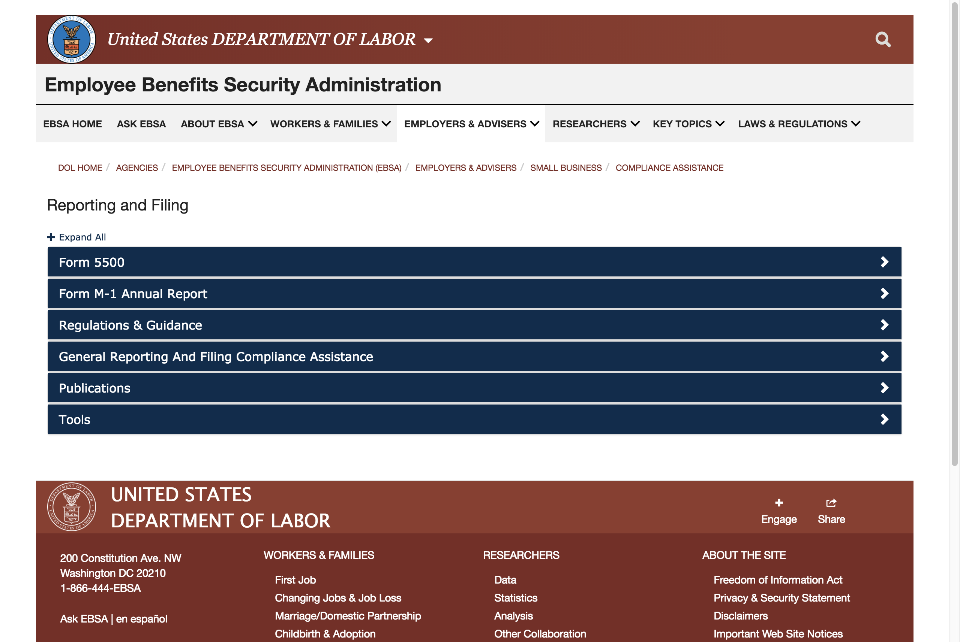 United States DEPARTMENT OF LABOR
Employee Benefits Security Administration
EBSA HOME ASK EBSA ABOUT EBSA WORKERS & FAMILIES EMPLOYERS & ADVISERS RESEARCHERS KEY TOPICS LAWS & REGULATIONS
DOL HOME / AGENCIES / EMPLOYEE BENEFITS SECURITY ADMINISTRATION (EBSA) / EMPLOYERS & ADVISERS / SMALL BUSINESS / COMPLIANCE ASSISTANCE
Reporting and Filing
+ Expand All
Form 5500
Form M-1 Annual Report
Regulations & Guidance
General Reporting And Filing Compliance Assistance
Publications
Tools
UNITED STATES
DEPARTMENT OF LABOR
Engage Share
200 Constitution Ave. NW
Washington DC 20210
1-866-444-EBSA
Ask EBSA | en español
WORKERS & FAMILIES
First Job
Changing Jobs & Job Loss
Marriage/Domestic Partnership
Childbirth & Adoption
RESEARCHERS
Data
Statistics
Analysis
Other Collaboration
ABOUT THE SITE
Freedom of Information Act
Privacy & Security Statement
Disclaimers
Important Web Site Notices